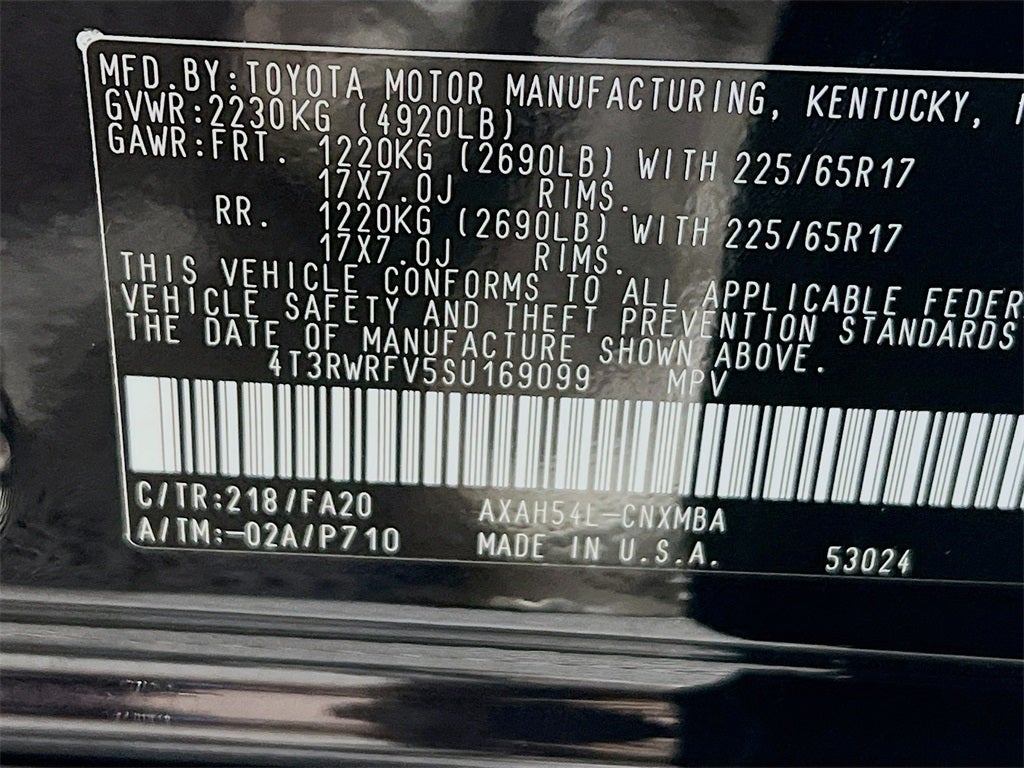 MFD.BY:TOYOTA MOTOR MANUFACTURING, KENTUCKY,
GVWR:2230KG (4920LB)
GAWR:FRT. 1220KG (2690LB) WITH 225/65R17
17X7.0J RIMS.
RR. 1220KG (2690LB) WITH 225/65R17
17X7.0J RIMS.
THIS VEHICLE CONFORMS TO ALL APPLICABLE FEDER
VEHICLE SAFETY AND THEFT PREVENTION STANDARDS
THE DATE OF MANUFACTURE SHOWN ABOVE.
4T3RWRFV5SU169099 MPV
C/TR:218/FA20 AXAH54L-CNXMBA
A/TM:-02A/P710 MADE IN U.S.A. 53024